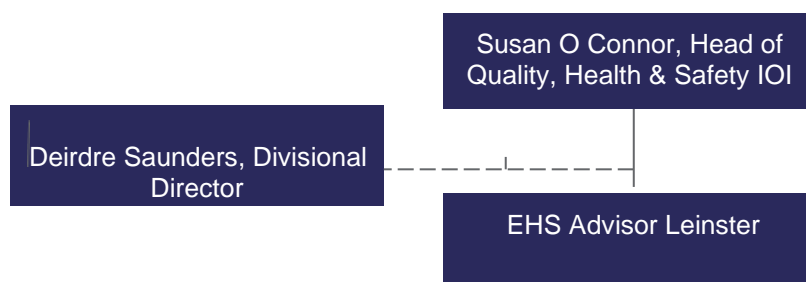 Susan O Connor, Head of
Quality, Health & Safety IOI
Deirdre Saunders, Divisional
Director
EHS Advisor Leinster